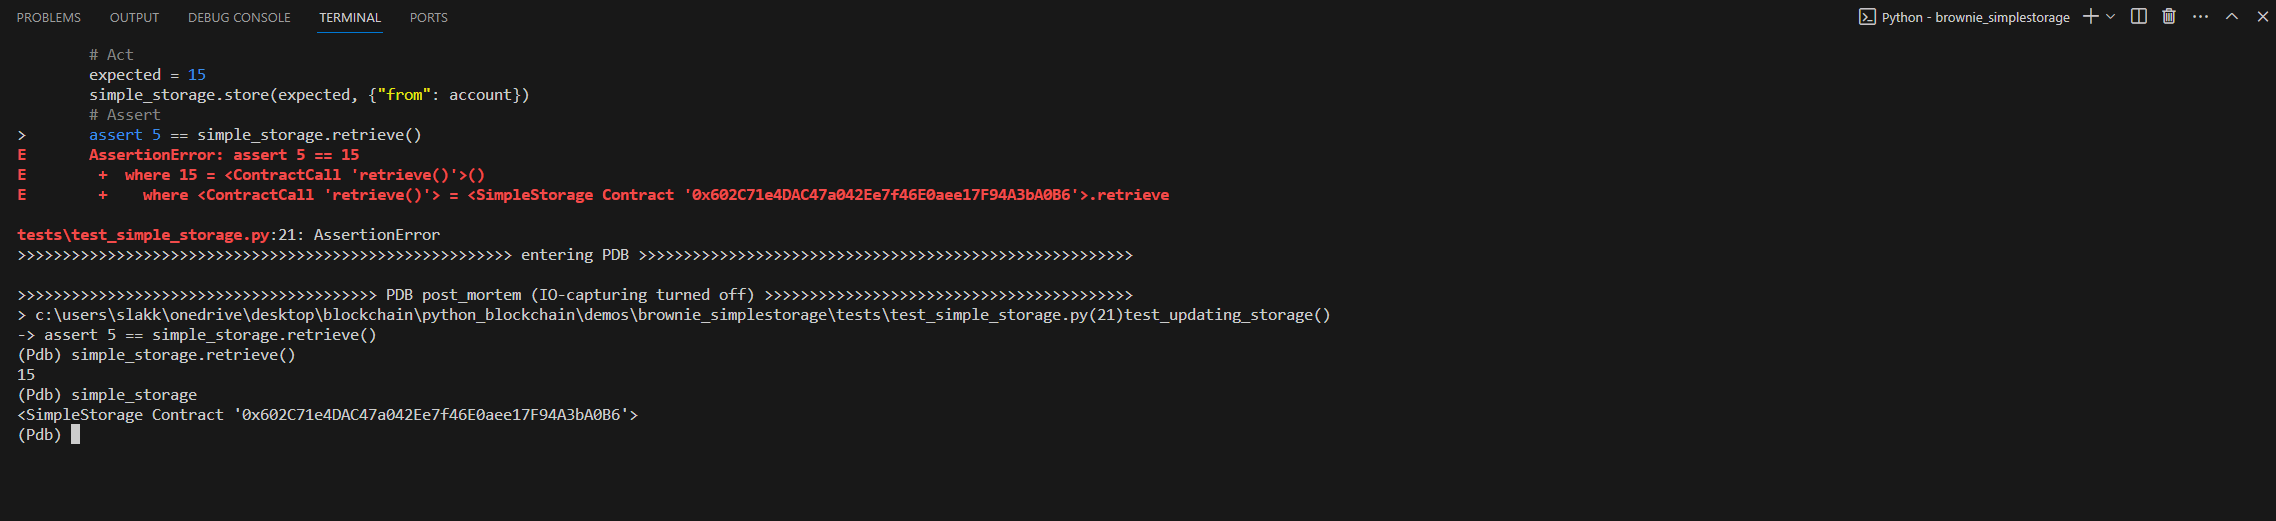 PROBLEMS OUTPUT DEBUG CONSOLE TERMINAL PORTS Python - brownie_simplestorage
# Act
expected = 15
simple_storage.store(expected, {"from": account})
# Assert
> assert 5 == simple_storage.retrieve()
E AssertionError: assert 5 == 15
E + where 15 = <ContractCall 'retrieve()'>()
E + where <ContractCall 'retrieve()'> = <SimpleStorage Contract '0x602C71e4DAC47a042Ee7f46E0aee17F94A3bA0B6'>.retrieve
tests\test_simple_storage.py:21: AssertionError
>>>>>>>>>>>>>>>>>>>>>>>>>>>>>>>>>>>>>>>>>>>>>>>>>>>>>>> entering PDB >>>>>>>>>>>>>>>>>>>>>>>>>>>>>>>>>>>>>>>>>>>>>>>>>>>>>>>
>>>>>>>>>>>>>>>>>>>>>>>>>>>>>>>>>>>>>>>> PDB post_mortem (IO-capturing turned off) >>>>>>>>>>>>>>>>>>>>>>>>>>>>>>>>>>>>>>>>>
> c:\users\slakk\onedrive\desktop\blockchain\python_blockchain\demos\brownie_simplestorage\tests\test_simple_storage.py(21)test_updating_storage()
-> assert 5 == simple_storage.retrieve()
(Pdb) simple_storage.retrieve()
15
(Pdb) simple_storage
<SimpleStorage Contract '0x602C71e4DAC47a042Ee7f46E0aee17F94A3bA0B6'>
(Pdb)